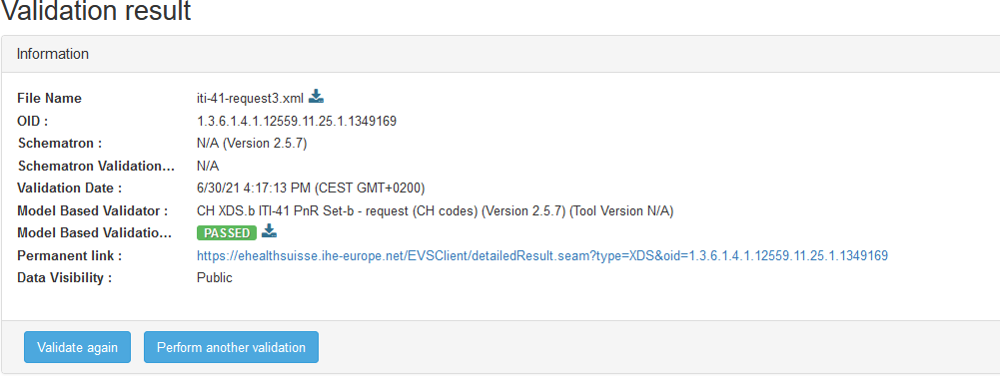 Validation result
Information
File Name iti-41-request3.xml
OID : 1.3.6.1.4.1.12559.11.25.1.1349169
Schematron : N/A (Version 2.5.7)
Schematron Validation... N/A
Validation Date : 6/30/21 4:17:13 PM (CEST GMT+0200)
Model Based Validator : CH XDS.b ITI-41 PnR Set-b - request (CH codes) (Version 2.5.7) (Tool Version N/A)
Model Based Validatio... PASSED
Permanent link : https://ehealthsuisse.ihe-europe.net/EVSClient/detailedResult.seam?type=XDS&oid=1.3.6.1.4.1.12559.11.25.1.1349169
Data Visibility : Public
Validate again Perform another validation